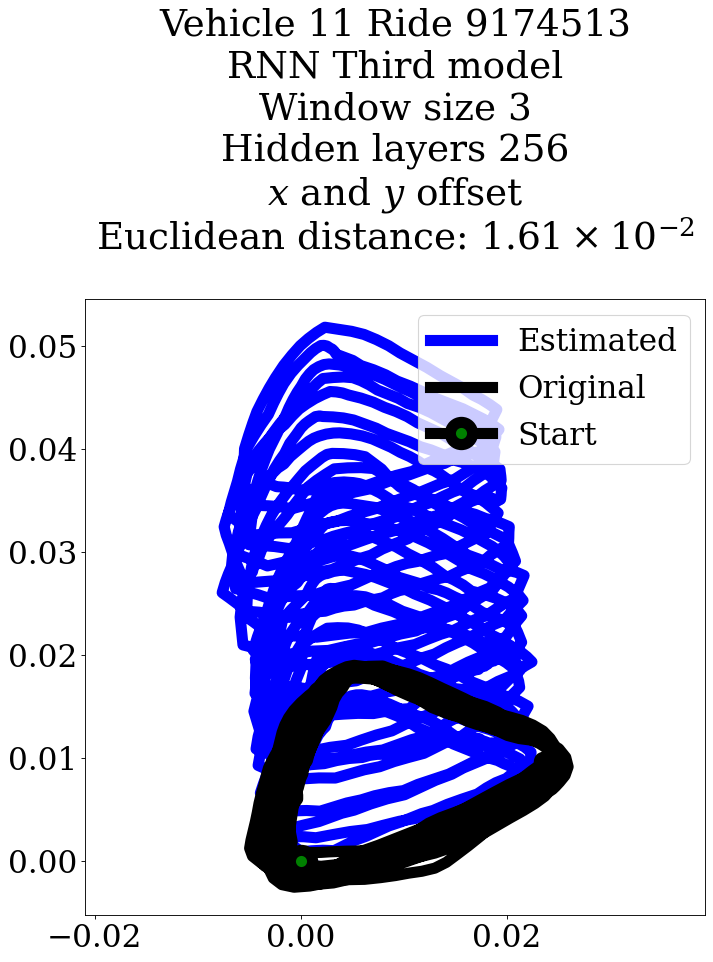 Vehicle 11 Ride 9174513
RNN Third model
Window size 3
Hidden layers 256
x and y offset
Euclidean distance: 1.61 × 10⁻²
Estimated
Original
Start
0.05
0.04
0.03
0.02
0.01
0.00
−0.02 0.00 0.02